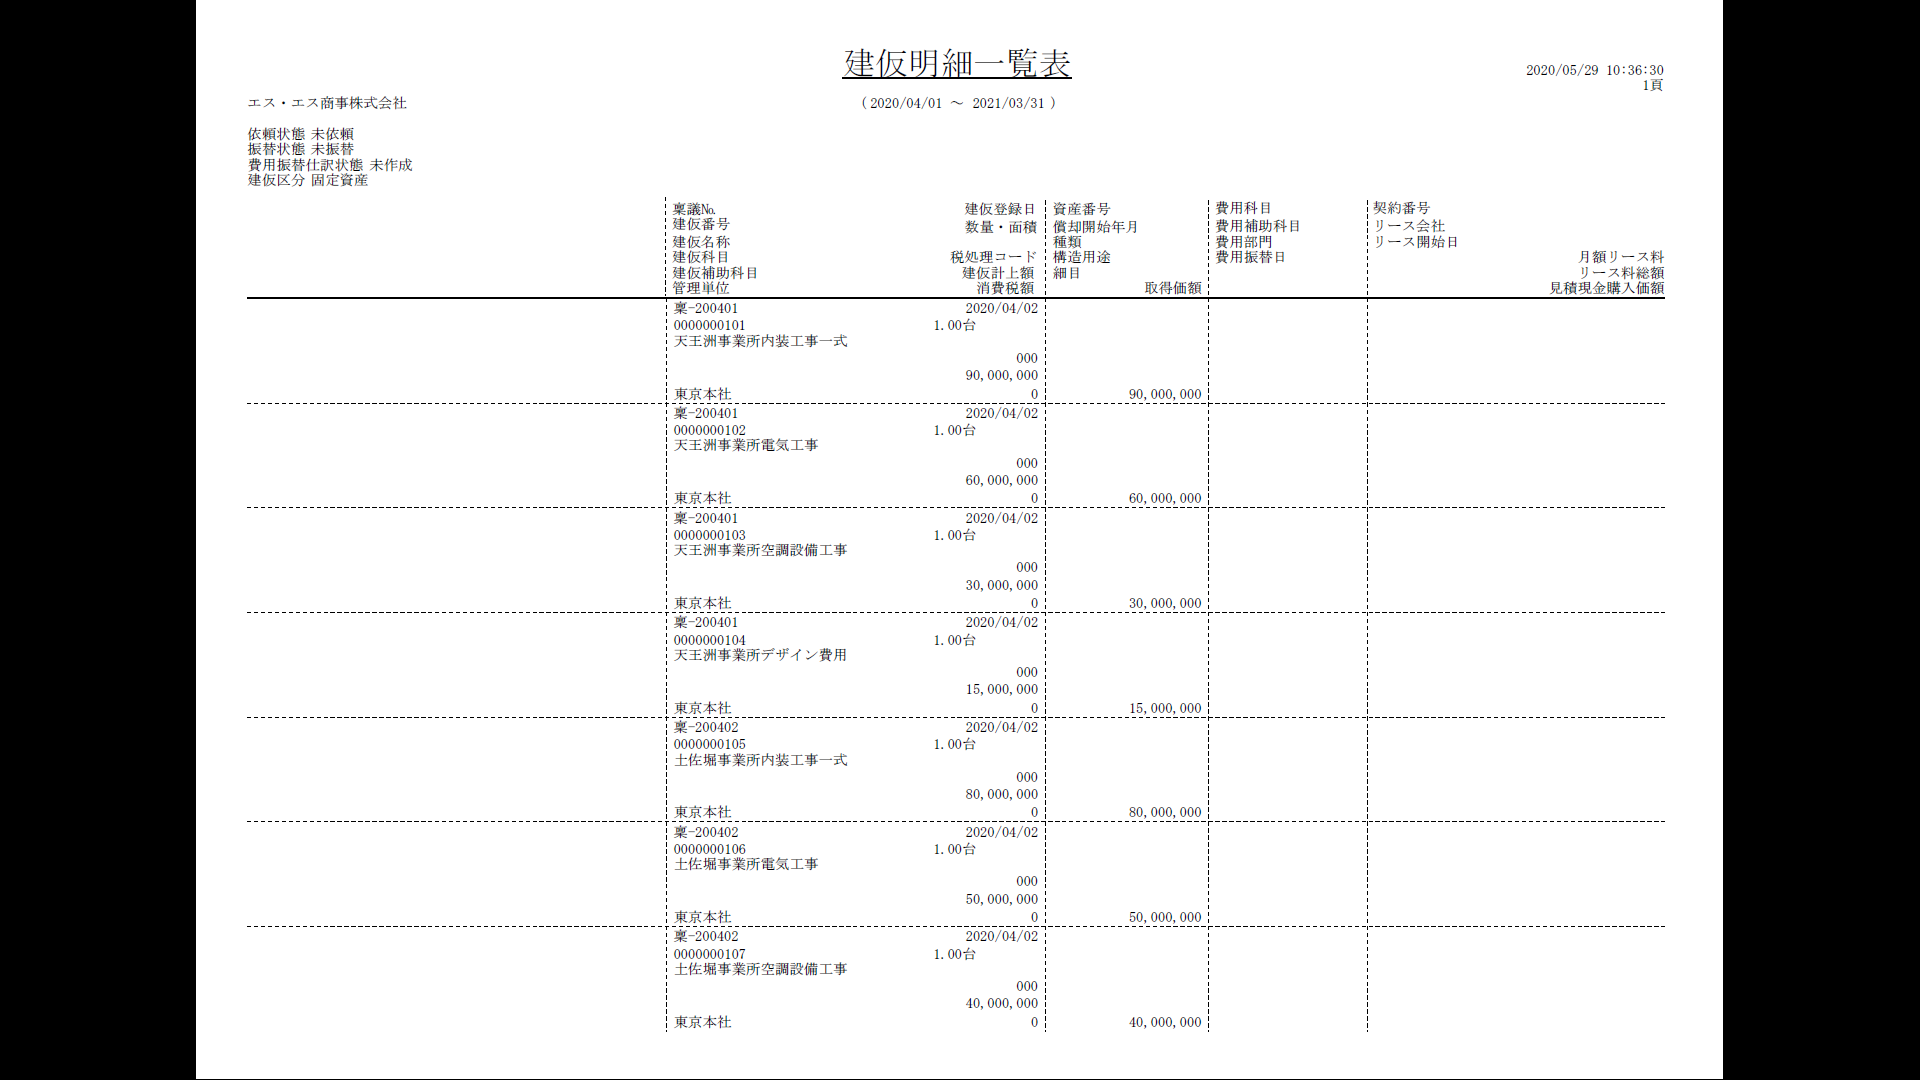 建仮明細一覧表
2020/05/29 10:36:30
1頁
エス・エス商事株式会社
（2020/04/01 ～ 2021/03/31）
依頼状態 未依頼
振替状態 未振替
費用振替仕訳状態 未作成
建仮区分 固定資産
稟議№ 建仮登録日 資産番号 費用科目 契約番号
建仮番号 数量・面積 償却開始年月 費用補助科目 リース会社
建仮名称 種類 費用部門 リース開始日
建仮科目 税処理コード 構造用途 費用振替日 月額リース料
建仮補助科目 建仮計上額 細目 リース料総額
管理単位 消費税額 取得価額 見積現金購入価額
稟-200401 2020/04/02
0000000101 1.00台
天王洲事業所内装工事一式
000
90,000,000
東京本社 0 90,000,000
稟-200401 2020/04/02
0000000102 1.00台
天王洲事業所電気工事
000
60,000,000
東京本社 0 60,000,000
稟-200401 2020/04/02
0000000103 1.00台
天王洲事業所空調設備工事
000
30,000,000
東京本社 0 30,000,000
稟-200401 2020/04/02
0000000104 1.00台
天王洲事業所デザイン費用
000
15,000,000
東京本社 0 15,000,000
稟-200402 2020/04/02
0000000105 1.00台
土佐堀事業所内装工事一式
000
80,000,000
東京本社 0 80,000,000
稟-200402 2020/04/02
0000000106 1.00台
土佐堀事業所電気工事
000
50,000,000
東京本社 0 50,000,000
稟-200402 2020/04/02
0000000107 1.00台
土佐堀事業所空調設備工事
000
40,000,000
東京本社 0 40,000,000